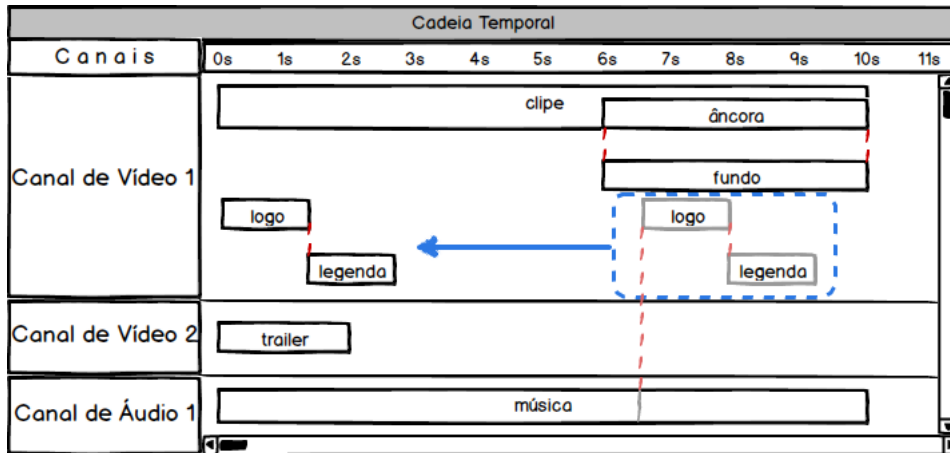 Cadeia Temporal
Canais 0s 1s 2s 3s 4s 5s 6s 7s 8s 9s 10s 11s
clipe
âncora
Canal de Vídeo 1
fundo
logo logo
legenda legenda
Canal de Vídeo 2 trailer
Canal de Áudio 1 música